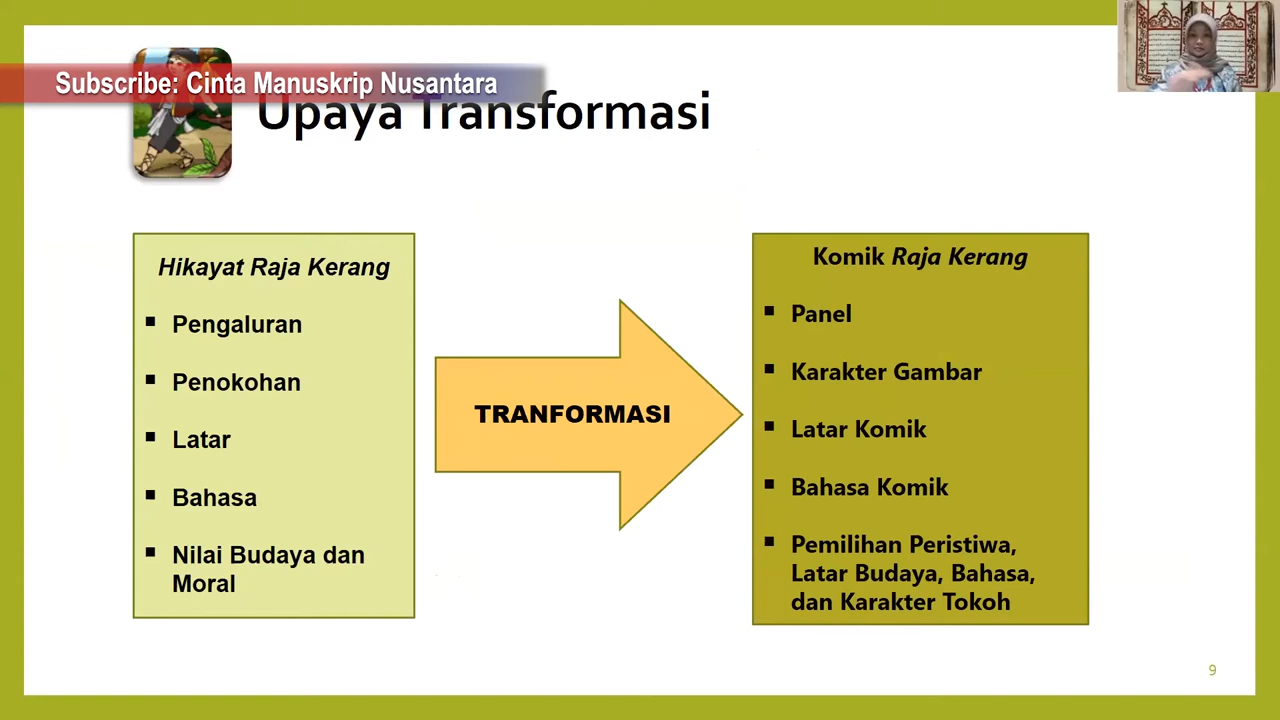 Subscribe: Cinta Manuskrip Nusantara
Upaya Transformasi
Hikayat Raja Kerang
▪ Pengaluran
▪ Penokohan
▪ Latar
▪ Bahasa
▪ Nilai Budaya dan
Moral
TRANFORMASI
Komik Raja Kerang
▪ Panel
▪ Karakter Gambar
▪ Latar Komik
▪ Bahasa Komik
▪ Pemilihan Peristiwa,
Latar Budaya, Bahasa,
dan Karakter Tokoh
9